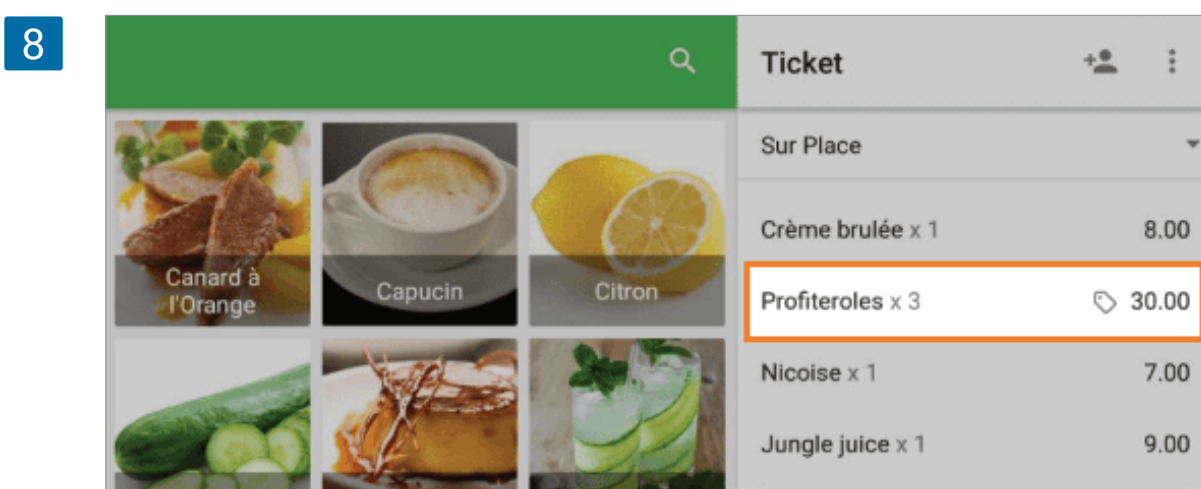 8
Ticket
Sur Place
Canard à
l'Orange
Capucin
Citron
Crème brulée x 1 8.00
Profiteroles x 3 30.00
Nicoise x 1 7.00
Jungle juice x 1 9.00